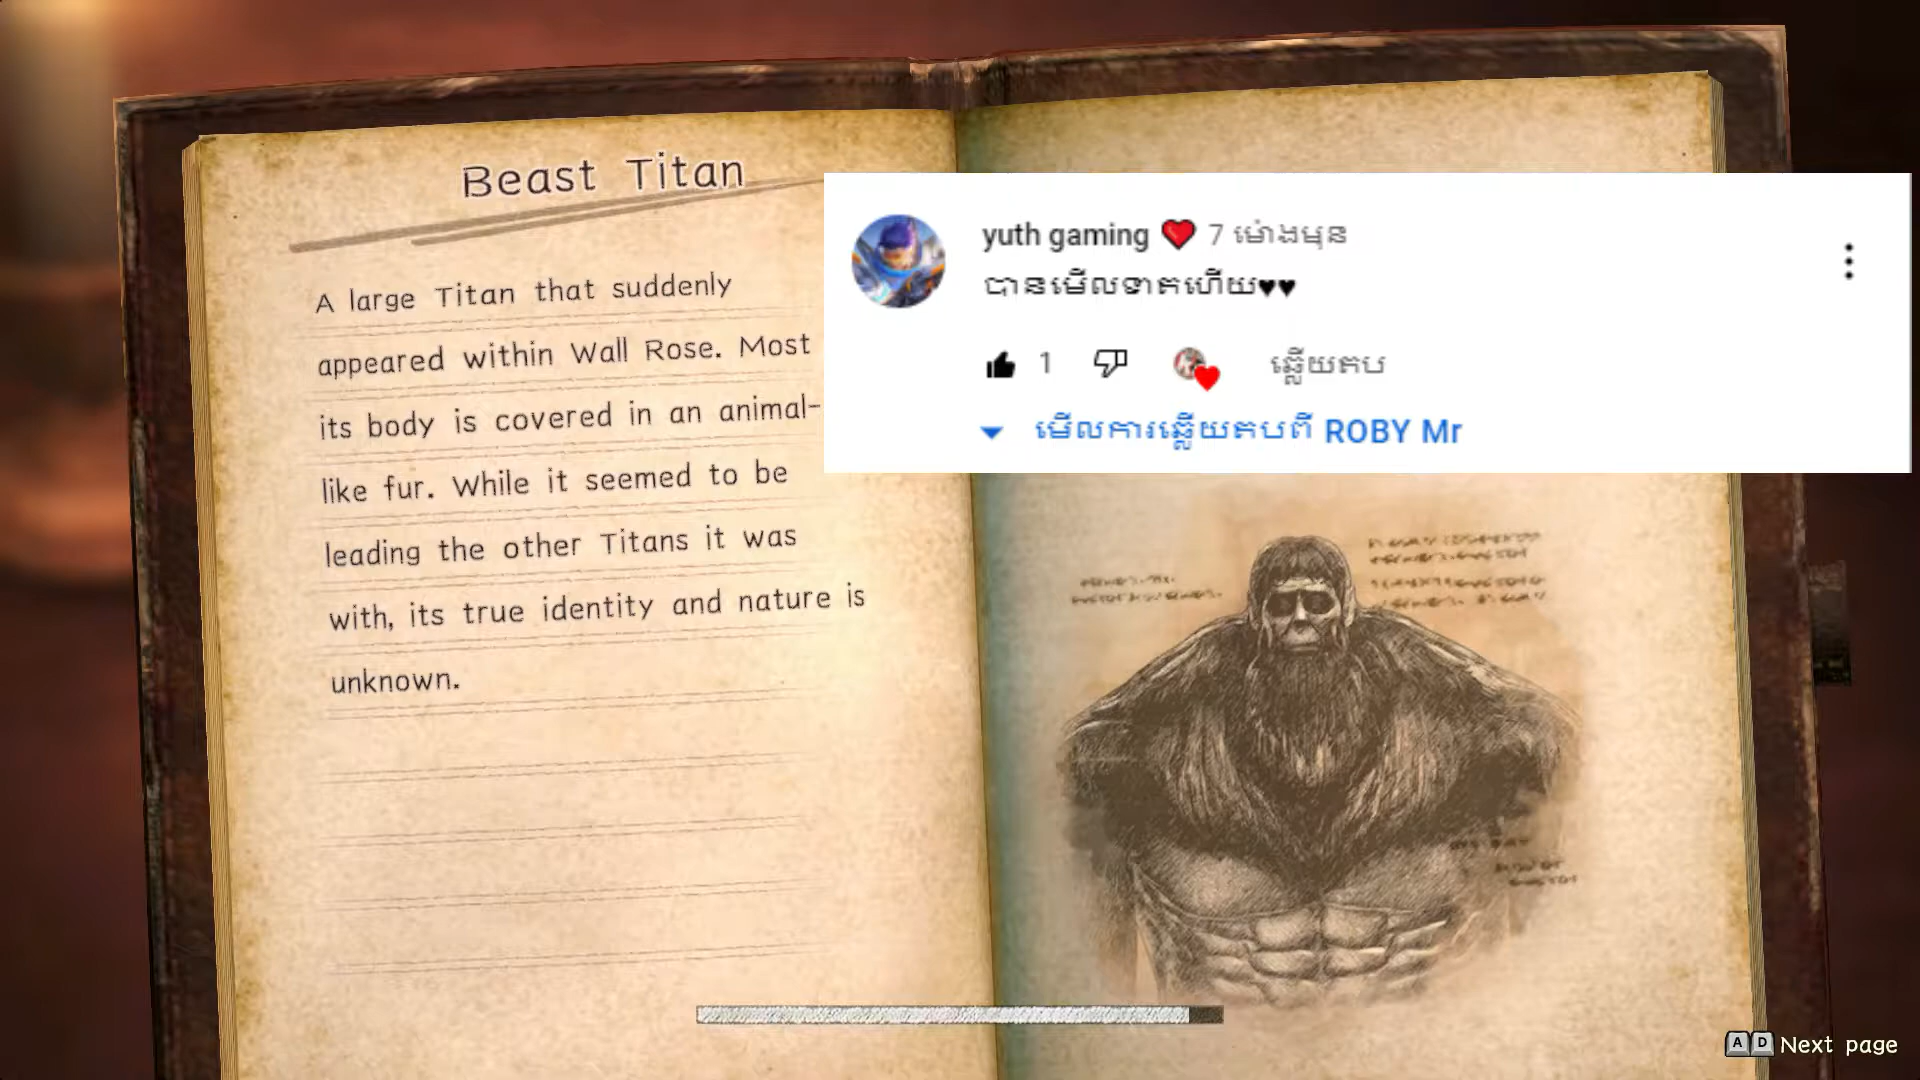 Beast Titan
A large Titan that suddenly
appeared within Wall Rose. Most
its body is covered in an animal-
like fur. While it seemed to be
leading the other Titans it was
with, its true identity and nature is
unknown.
yuth gaming ❤ 7 ម៉ោងមុន
បានមើលទាតហើយ♥♥
1
ឆ្លើយតប
មើលការឆ្លើយតបពី ROBY Mr
A D Next page